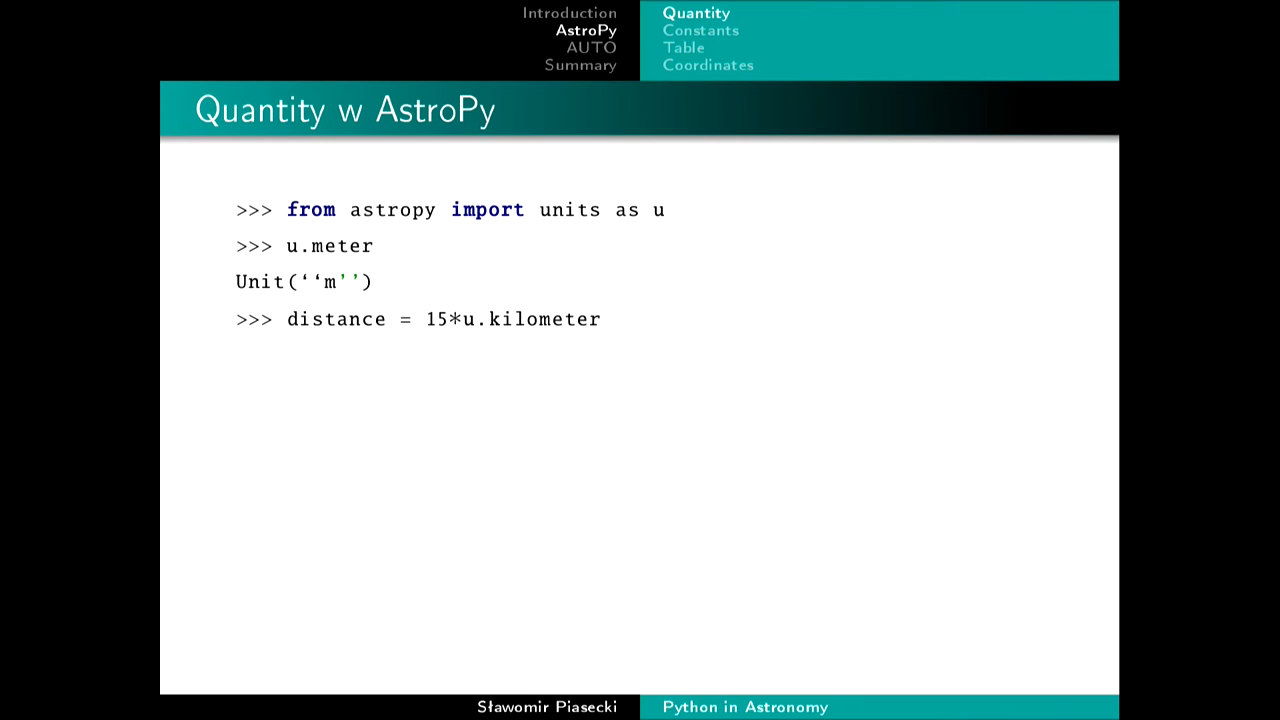 Introduction
AstroPy
AUTO
Summary
Quantity
Constants
Table
Coordinates
Quantity w AstroPy
>>> from astropy import units as u
>>> u.meter
Unit(‘‘m’’)
>>> distance = 15*u.kilometer
Sławomir Piasecki
Python in Astronomy